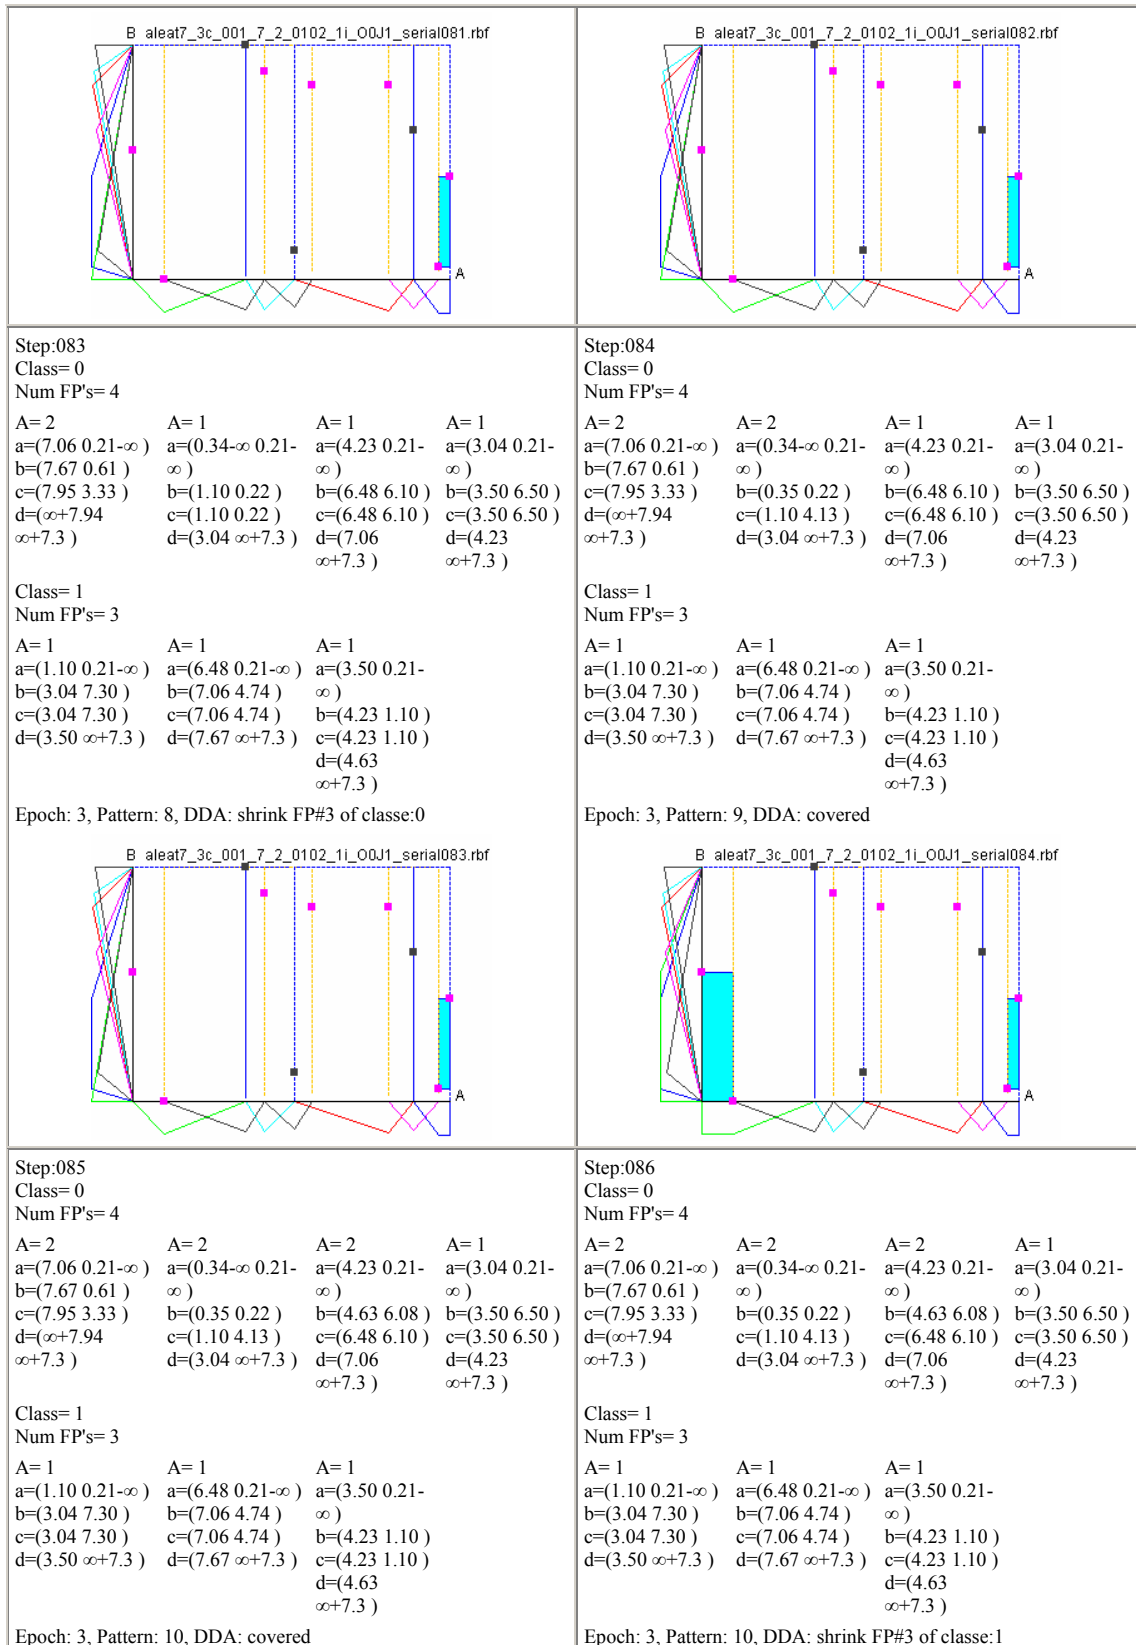 B aleat7_3c_001_7_2_0102_1i_O0J1_serial081.rbf
A
B aleat7_3c_001_7_2_0102_1i_O0J1_serial082.rbf
A
Step:083
Class= 0
Num FP's= 4
A= 2 A= 1 A= 1 A= 1
a=(7.06 0.21-∞ ) a=(0.34-∞ 0.21- a=(4.23 0.21- a=(3.04 0.21-
b=(7.67 0.61 ) ∞ ) ∞ ) ∞ )
c=(7.95 3.33 ) b=(1.10 0.22 ) b=(6.48 6.10 ) b=(3.50 6.50 )
d=(∞+7.94 c=(1.10 0.22 ) c=(6.48 6.10 ) c=(3.50 6.50 )
∞+7.3 ) d=(3.04 ∞+7.3 ) d=(7.06 d=(4.23
∞+7.3 ) ∞+7.3 )
Class= 1
Num FP's= 3
A= 1 A= 1 A= 1
a=(1.10 0.21-∞ ) a=(6.48 0.21-∞ ) a=(3.50 0.21-
b=(3.04 7.30 ) b=(7.06 4.74 ) ∞ )
c=(3.04 7.30 ) c=(7.06 4.74 ) b=(4.23 1.10 )
d=(3.50 ∞+7.3 ) d=(7.67 ∞+7.3 ) c=(4.23 1.10 )
d=(4.63
∞+7.3 )
Epoch: 3, Pattern: 8, DDA: shrink FP#3 of classe:0
B aleat7_3c_001_7_2_0102_1i_O0J1_serial083.rbf
A
Step:084
Class= 0
Num FP's= 4
A= 2 A= 2 A= 1 A= 1
a=(7.06 0.21-∞ ) a=(0.34-∞ 0.21- a=(4.23 0.21- a=(3.04 0.21-
b=(7.67 0.61 ) ∞ ) ∞ ) ∞ )
c=(7.95 3.33 ) b=(0.35 0.22 ) b=(6.48 6.10 ) b=(3.50 6.50 )
d=(∞+7.94 c=(1.10 4.13 ) c=(6.48 6.10 ) c=(3.50 6.50 )
∞+7.3 ) d=(3.04 ∞+7.3 ) d=(7.06 d=(4.23
∞+7.3 ) ∞+7.3 )
Class= 1
Num FP's= 3
A= 1 A= 1 A= 1
a=(1.10 0.21-∞ ) a=(6.48 0.21-∞ ) a=(3.50 0.21-
b=(3.04 7.30 ) b=(7.06 4.74 ) ∞ )
c=(3.04 7.30 ) c=(7.06 4.74 ) b=(4.23 1.10 )
d=(3.50 ∞+7.3 ) d=(7.67 ∞+7.3 ) c=(4.23 1.10 )
d=(4.63
∞+7.3 )
Epoch: 3, Pattern: 9, DDA: covered
B aleat7_3c_001_7_2_0102_1i_O0J1_serial084.rbf
A
Step:085
Class= 0
Num FP's= 4
A= 2 A= 2 A= 2 A= 1
a=(7.06 0.21-∞ ) a=(0.34-∞ 0.21- a=(4.23 0.21- a=(3.04 0.21-
b=(7.67 0.61 ) ∞ ) ∞ ) ∞ )
c=(7.95 3.33 ) b=(0.35 0.22 ) b=(4.63 6.08 ) b=(3.50 6.50 )
d=(∞+7.94 c=(1.10 4.13 ) c=(6.48 6.10 ) c=(3.50 6.50 )
∞+7.3 ) d=(3.04 ∞+7.3 ) d=(7.06 d=(4.23
∞+7.3 ) ∞+7.3 )
Class= 1
Num FP's= 3
A= 1 A= 1 A= 1
a=(1.10 0.21-∞ ) a=(6.48 0.21-∞ ) a=(3.50 0.21-
b=(3.04 7.30 ) b=(7.06 4.74 ) ∞ )
c=(3.04 7.30 ) c=(7.06 4.74 ) b=(4.23 1.10 )
d=(3.50 ∞+7.3 ) d=(7.67 ∞+7.3 ) c=(4.23 1.10 )
d=(4.63
∞+7.3 )
Epoch: 3, Pattern: 10, DDA: covered
Step:086
Class= 0
Num FP's= 4
A= 2 A= 2 A= 2 A= 1
a=(7.06 0.21-∞ ) a=(0.34-∞ 0.21- a=(4.23 0.21- a=(3.04 0.21-
b=(7.67 0.61 ) ∞ ) ∞ ) ∞ )
c=(7.95 3.33 ) b=(0.35 0.22 ) b=(4.63 6.08 ) b=(3.50 6.50 )
d=(∞+7.94 c=(1.10 4.13 ) c=(6.48 6.10 ) c=(3.50 6.50 )
∞+7.3 ) d=(3.04 ∞+7.3 ) d=(7.06 d=(4.23
∞+7.3 ) ∞+7.3 )
Class= 1
Num FP's= 3
A= 1 A= 1 A= 1
a=(1.10 0.21-∞ ) a=(6.48 0.21-∞ ) a=(3.50 0.21-
b=(3.04 7.30 ) b=(7.06 4.74 ) ∞ )
c=(3.04 7.30 ) c=(7.06 4.74 ) b=(4.23 1.10 )
d=(3.50 ∞+7.3 ) d=(7.67 ∞+7.3 ) c=(4.23 1.10 )
d=(4.63
∞+7.3 )
Epoch: 3, Pattern: 10, DDA: shrink FP#3 of classe:1